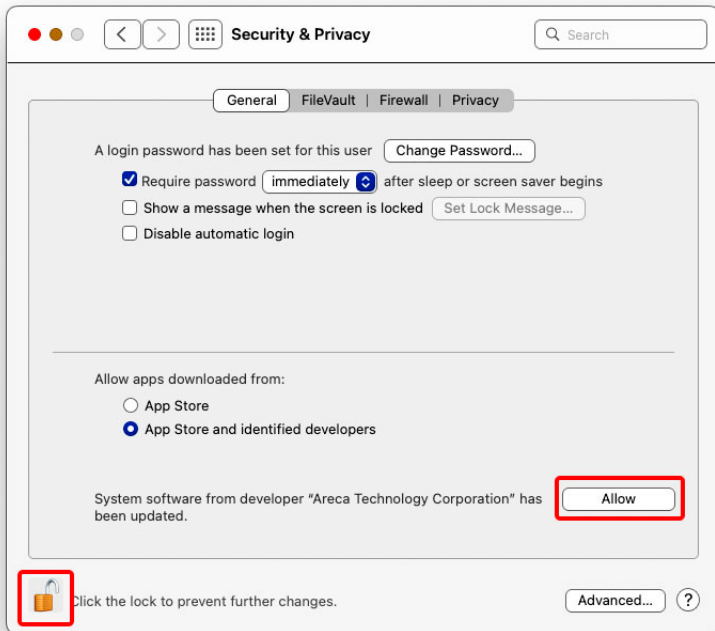 Security & Privacy
Search
General | FileVault | Firewall | Privacy
A login password has been set for this user Change Password...
Require password immediately after sleep or screen saver begins
Show a message when the screen is locked Set Lock Message...
Disable automatic login
Allow apps downloaded from:
App Store
App Store and identified developers
System software from developer “Areca Technology Corporation” has
been updated.
Allow
Click the lock to prevent further changes.
Advanced...
?